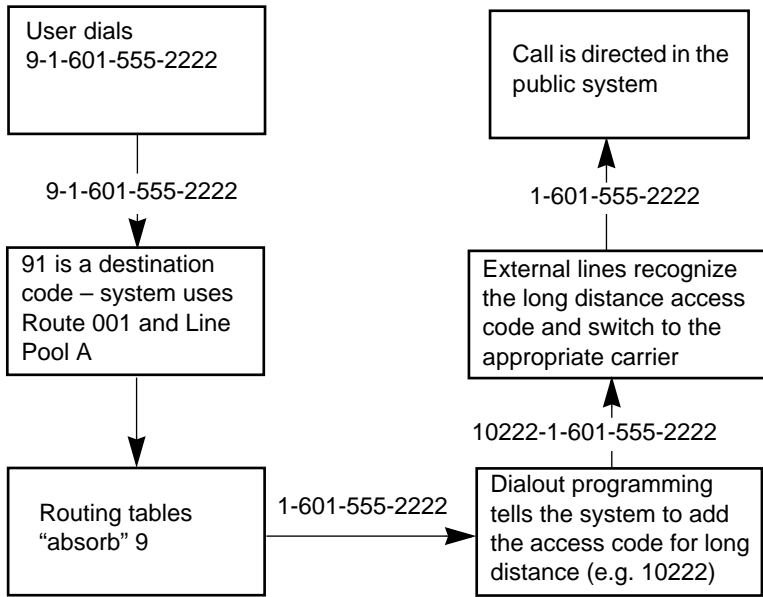 User dials
9-1-601-555-2222
9-1-601-555-2222
91 is a destination
code – system uses
Route 001 and Line
Pool A
Routing tables
“absorb” 9
1-601-555-2222
Dialout programming
tells the system to add
the access code for long
distance (e.g. 10222)
10222-1-601-555-2222
External lines recognize
the long distance access
code and switch to the
appropriate carrier
1-601-555-2222
Call is directed in the
public system